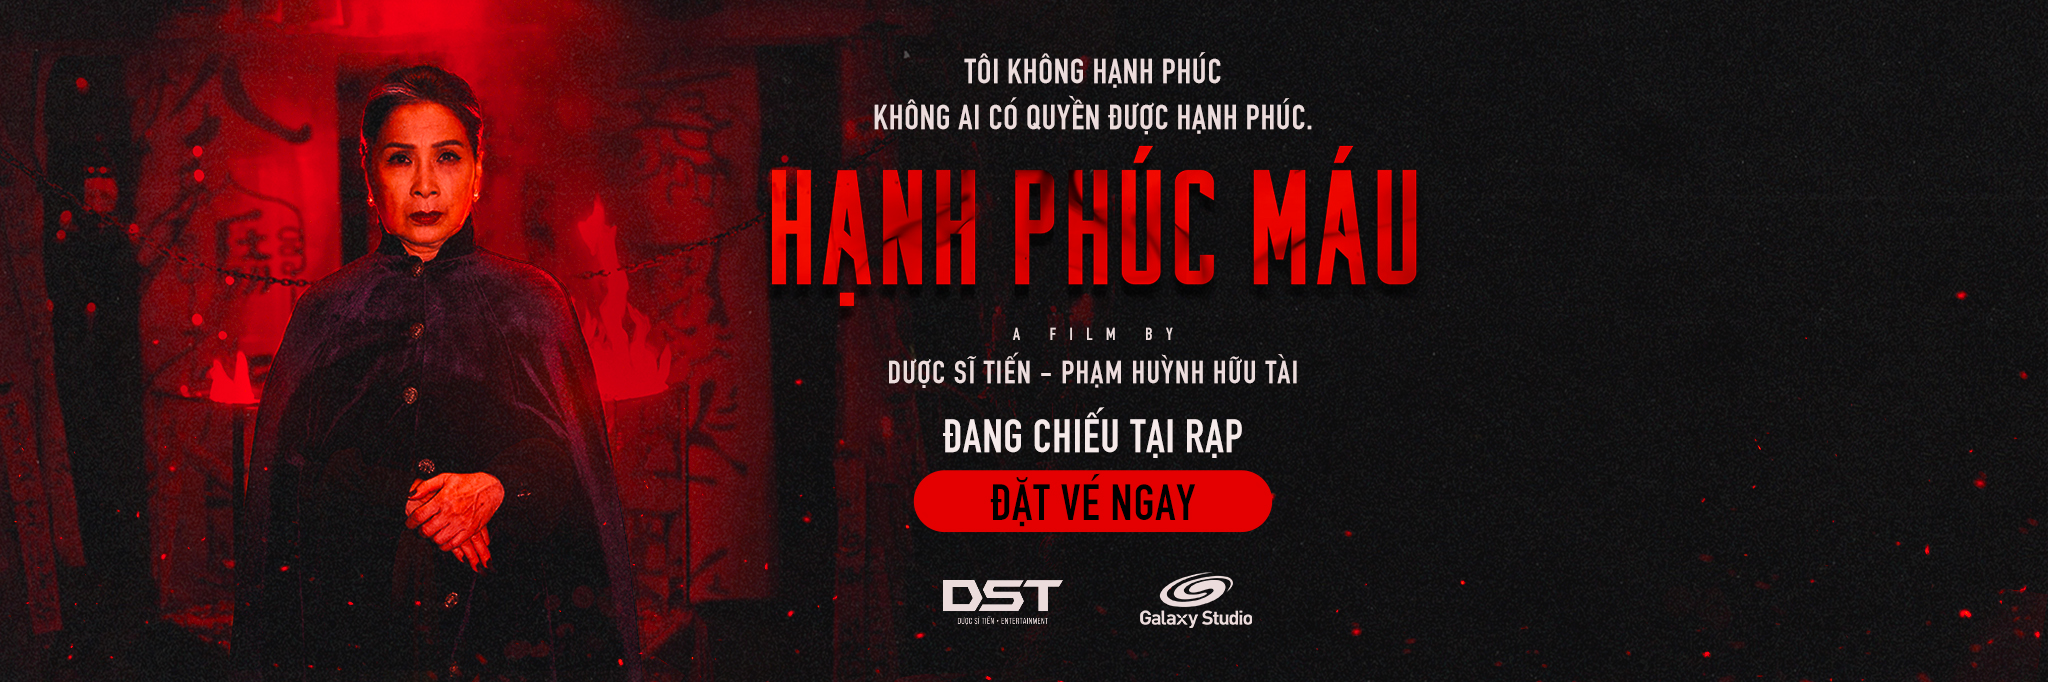 TÔI KHÔNG HẠNH PHÚC
KHÔNG AI CÓ QUYỀN ĐƯỢC HẠNH PHÚC.
HẠNH PHÚC MÁU
A FILM BY
DƯỢC SĨ TIẾN - PHẠM HUỲNH HỮU TÀI
ĐANG CHIẾU TẠI RẠP
ĐẶT VÉ NGAY
DST
DƯỢC SĨ TIẾN • ENTERTAINMENT
Galaxy Studio